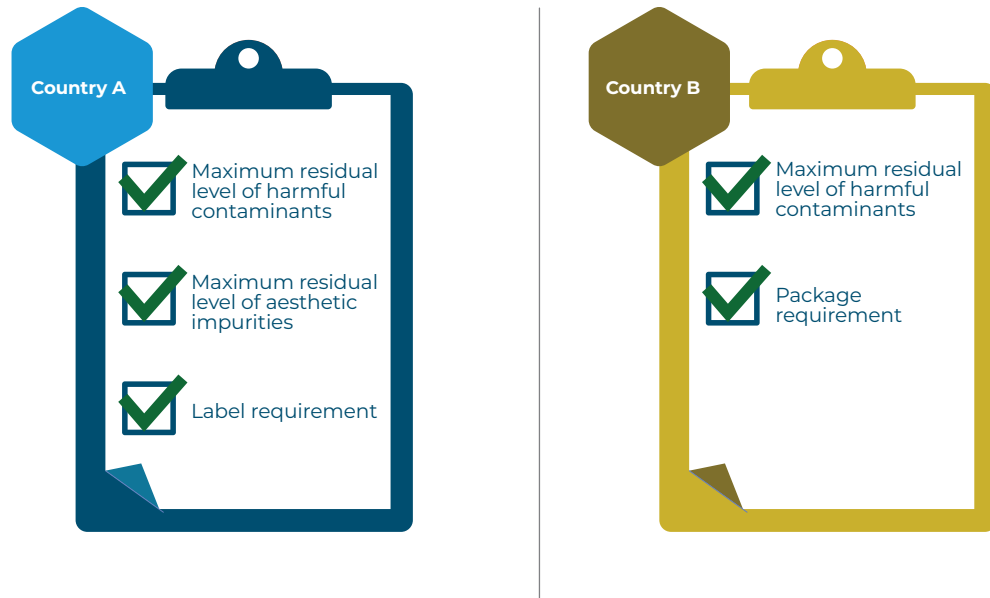 Country A
Maximum residual
level of harmful
contaminants
Maximum residual
level of aesthetic
impurities
Label requirement
Country B
Maximum residual
level of harmful
contaminants
Package
requirement